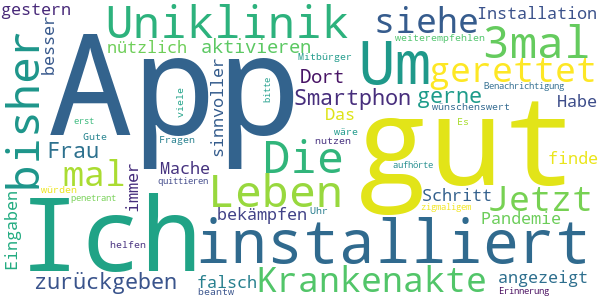 gestern
Uniklinik
siehe
Installation
besser
nützlich
aktivieren
3mal
weiterempfehlen
Mitbürger
bisher
App
Um
gerettet
Dort
bitte
viele
sinnvoller
Smartphon
gerne
Benachrichtigung
wünschenswert
Habe
erst
Gute
Fragen
Das
Es
Frau
wäre
nutzen
gut
finde
Die
mal
Mache
immer
aufhörte
quittieren
Leben
Schritt
Jetzt
würden
penetrant
Ich
bekämpfen
Uhr
zigmaligem
Pandemie
Eingaben
installiert
helfen
zurückgeben
falsch
Krankenakte
angezeigt
beantw
Erinnerung